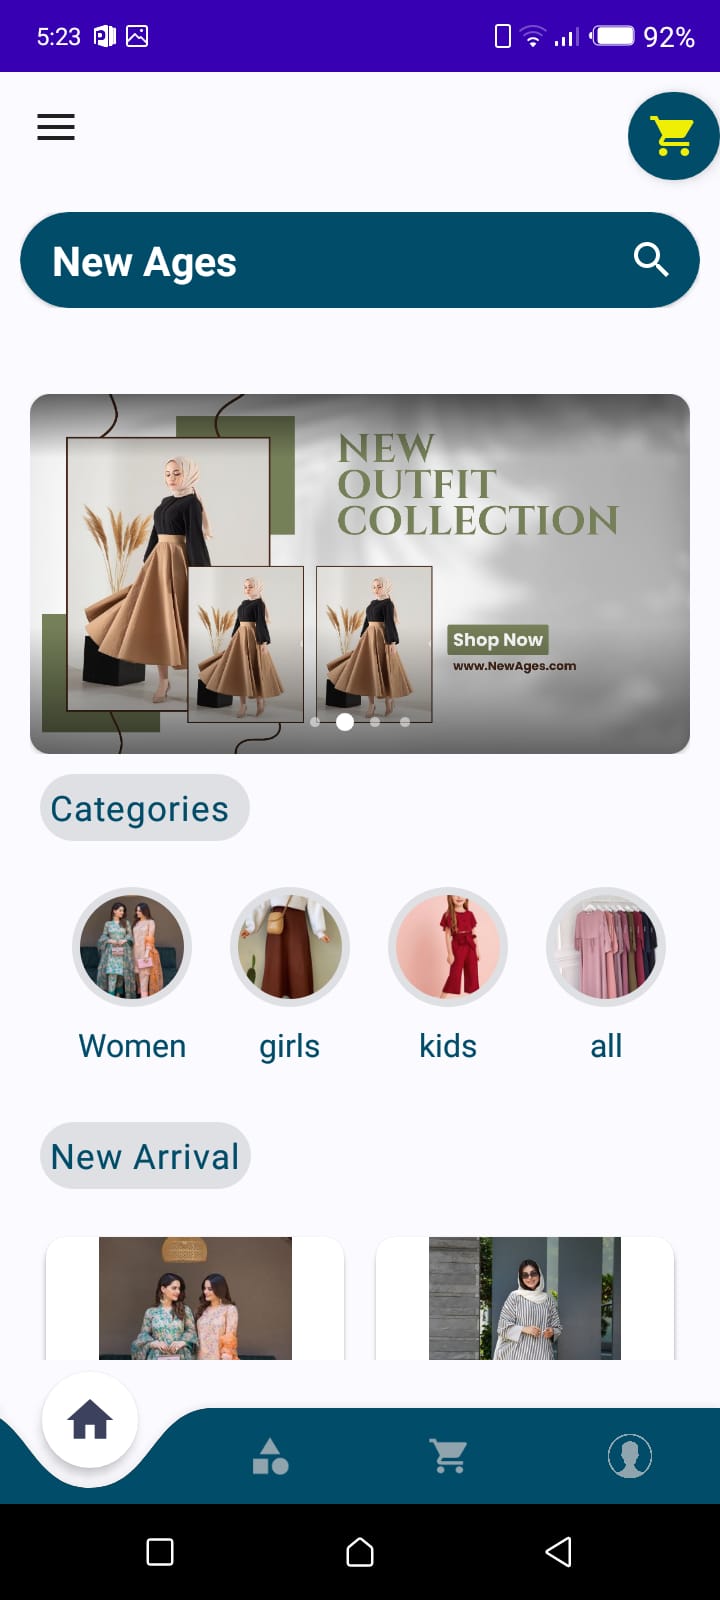 5:23 92%
New Ages
NEW
OUTFIT
COLLECTION
Shop Now
www.NewAges.com
Categories
Women girls kids all
New Arrival